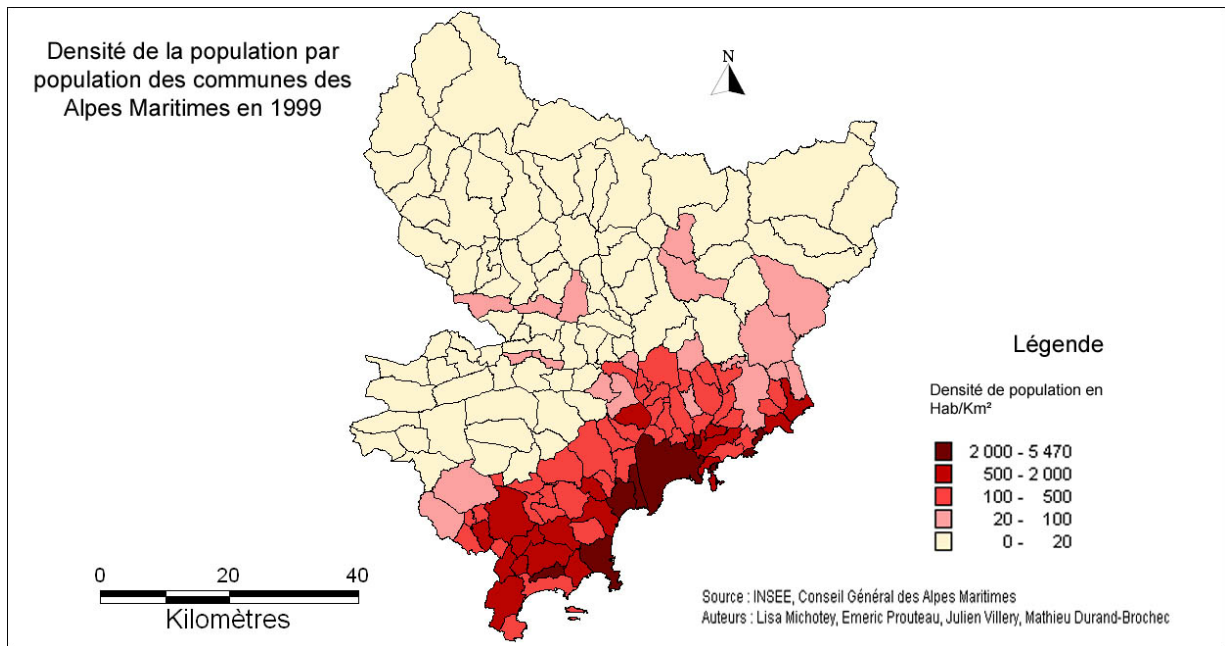 Densité de la population par
population des communes des
Alpes Maritimes en 1999
N
Légende
Densité de population en
Hab/Km²
2 000 - 5 470
500 - 2 000
100 - 500
20 - 100
0 - 20
0 20 40
Kilomètres
Source : INSEE, Conseil Général des Alpes Maritimes
Auteurs : Lisa Michotey, Emeric Prouteau, Julien Villery, Mathieu Durand-Brochec